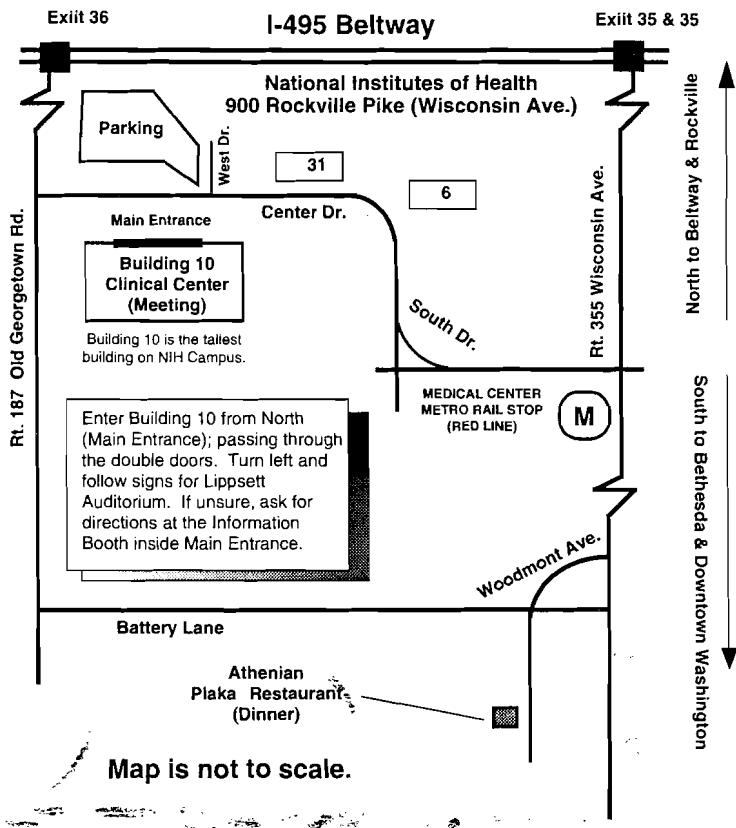 Exiit 36
I-495 Beltway
Exiit 35 & 35
National Institutes of Health
900 Rockville Pike (Wisconsin Ave.)
Parking
West Dr.
31
6
Center Dr.
Main Entrance
Building 10
Clinical Center
(Meeting)
Building 10 is the tallest
building on NIH Campus.
South Dr.
Rt. 187 Old Georgetown Rd.
Rt. 355 Wisconsin Ave.
North to Beltway & Rockville
MEDICAL CENTER
METRO RAIL STOP
(RED LINE)
M
Enter Building 10 from North
(Main Entrance); passing through
the double doors. Turn left and
follow signs for Lippsett
Auditorium. If unsure, ask for
directions at the Information
Booth inside Main Entrance.
South to Bethesda & Downtown Washington
Woodmont Ave.
Battery Lane
Athenian
Plaka Restaurant
(Dinner)
Map is not to scale.